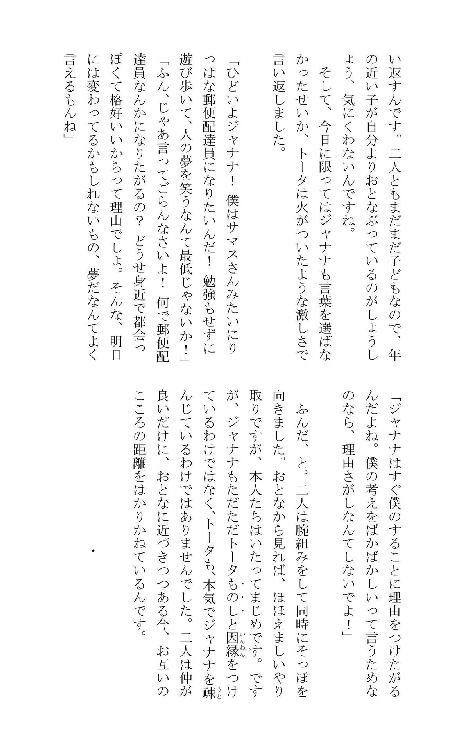 い返すんです。二人ともまだまだ子どもなので、年
の近い子が自分よりおとなぶっているのがしょうし
ょう、気にくわないんですね。
そして、今日に限ってはジャナナも言葉を選ばな
かったせいか、トータは火がついたような激しさで
言い返しました。
「ひどいよジャナナ！　僕はサマスさんみたいにり
っぱな郵便配達員になりたいんだ！　勉強もせずに
遊び歩いて、人の夢を笑うなんて最低じゃないか！」
「ふん、じゃあ言ってごらんなさいよ！　何で郵便配
達員なんかになりたがるの？　どうせ身近で都合っ
ぽくて格好いいからって理由でしょ。そんな、明日
には変わってるかもしれないもの、夢だなんてよく
言えるもんね」
「ジャナナはすぐ僕のすることに理由をつけたがる
んだよね。僕の考えをばかばかしいって言うためな
のなら、理由さがしなんてしないでよ！」
ふんだ、と。二人は腕組みをして同時にそっぽを
向きました。おとなから見れば、ほほえましいやり
取りですが、本人たちはいたってまじめです。です
が、ジャナナもただただトータものしと因縁をつけ
ているわけではなく、トータも、本気でジャナナを疎
んじているわけではありませんでした。二人は仲が
良いだけに、おとなに近づきつつある今、お互いの
こころの距離をはかりかねているんです。